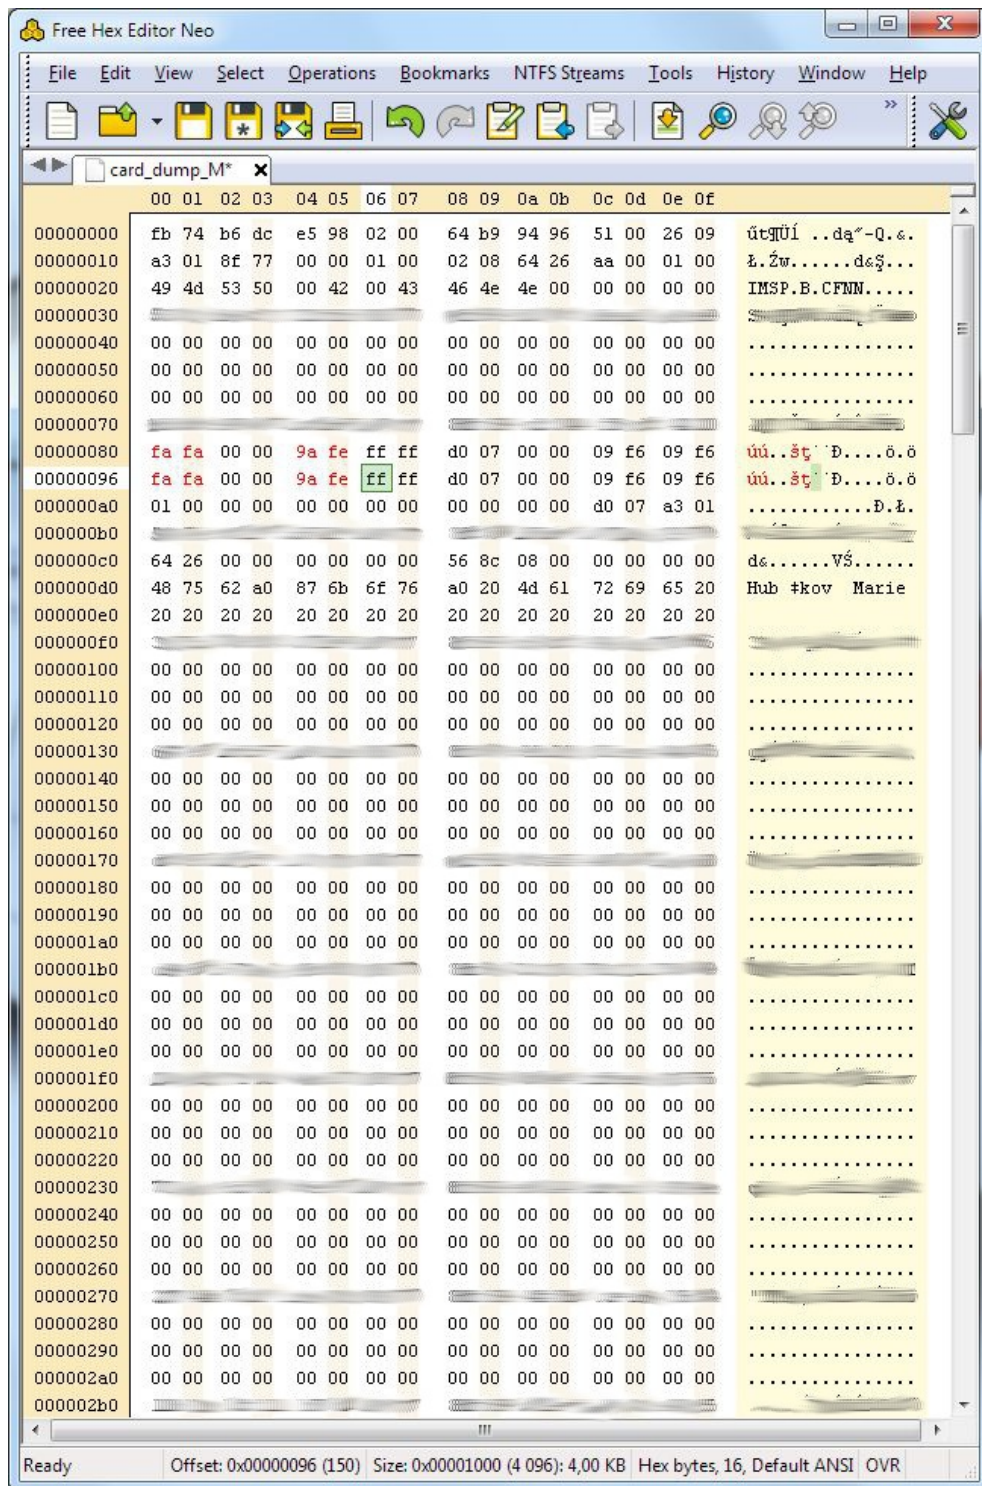 Free Hex Editor Neo
File Edit View Select Operations Bookmarks NTFS Streams Tools History Window Help
card_dump_M*
00 01 02 03 04 05 06 07 08 09 0a 0b 0c 0d 0e 0f
00000000 fb 74 b6 dc e5 98 02 00 64 b9 94 96 51 00 26 09 űt¶Üĺ ..dą”–Q.&.
00000010 a3 01 8f 77 00 00 01 00 02 08 64 26 aa 00 01 00 Ł.Źw......d&Ş...
00000020 49 4d 53 50 00 42 00 43 46 4e 4e 00 00 00 00 00 IMSP.B.CFNN.....
00000030
00000040 00 00 00 00 00 00 00 00 00 00 00 00 00 00 00 00 ................
00000050 00 00 00 00 00 00 00 00 00 00 00 00 00 00 00 00 ................
00000060 00 00 00 00 00 00 00 00 00 00 00 00 00 00 00 00 ................
00000070
00000080 fa fa 00 00 9a fe ff ff d0 07 00 00 09 f6 09 f6 úú..šţ˙˙Đ....ö.ö
00000096 fa fa 00 00 9a fe ff ff d0 07 00 00 09 f6 09 f6 úú..šţ˙˙Đ....ö.ö
000000a0 01 00 00 00 00 00 00 00 00 00 00 00 d0 07 a3 01 ............Đ.Ł.
000000b0
000000c0 64 26 00 00 00 00 00 00 56 8c 08 00 00 00 00 00 d&......VŚ......
000000d0 48 75 62 a0 87 6b 6f 76 a0 20 4d 61 72 69 65 20 Hub ‡kov  Marie
000000e0 20 20 20 20 20 20 20 20 20 20 20 20 20 20 20 20
000000f0
00000100 00 00 00 00 00 00 00 00 00 00 00 00 00 00 00 00 ................
00000110 00 00 00 00 00 00 00 00 00 00 00 00 00 00 00 00 ................
00000120 00 00 00 00 00 00 00 00 00 00 00 00 00 00 00 00 ................
00000130
00000140 00 00 00 00 00 00 00 00 00 00 00 00 00 00 00 00 ................
00000150 00 00 00 00 00 00 00 00 00 00 00 00 00 00 00 00 ................
00000160 00 00 00 00 00 00 00 00 00 00 00 00 00 00 00 00 ................
00000170
00000180 00 00 00 00 00 00 00 00 00 00 00 00 00 00 00 00 ................
00000190 00 00 00 00 00 00 00 00 00 00 00 00 00 00 00 00 ................
000001a0 00 00 00 00 00 00 00 00 00 00 00 00 00 00 00 00 ................
000001b0
000001c0 00 00 00 00 00 00 00 00 00 00 00 00 00 00 00 00 ................
000001d0 00 00 00 00 00 00 00 00 00 00 00 00 00 00 00 00 ................
000001e0 00 00 00 00 00 00 00 00 00 00 00 00 00 00 00 00 ................
000001f0
00000200 00 00 00 00 00 00 00 00 00 00 00 00 00 00 00 00 ................
00000210 00 00 00 00 00 00 00 00 00 00 00 00 00 00 00 00 ................
00000220 00 00 00 00 00 00 00 00 00 00 00 00 00 00 00 00 ................
00000230
00000240 00 00 00 00 00 00 00 00 00 00 00 00 00 00 00 00 ................
00000250 00 00 00 00 00 00 00 00 00 00 00 00 00 00 00 00 ................
00000260 00 00 00 00 00 00 00 00 00 00 00 00 00 00 00 00 ................
00000270
00000280 00 00 00 00 00 00 00 00 00 00 00 00 00 00 00 00 ................
00000290 00 00 00 00 00 00 00 00 00 00 00 00 00 00 00 00 ................
000002a0 00 00 00 00 00 00 00 00 00 00 00 00 00 00 00 00 ................
000002b0
Ready Offset: 0x00000096 (150) Size: 0x00001000 (4 096): 4,00 KB Hex bytes, 16, Default ANSI OVR